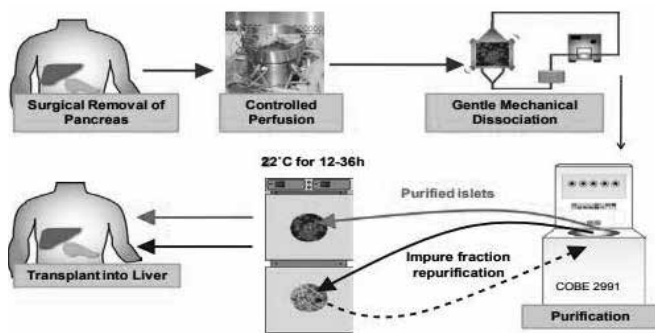 Surgical Removal of
Pancreas
Controlled
Perfusion
Gentle Mechanical
Dissociation
22°C for 12-36h
Purified islets
Impure fraction
repurification
Transplant into Liver
COBE 2991
Purification